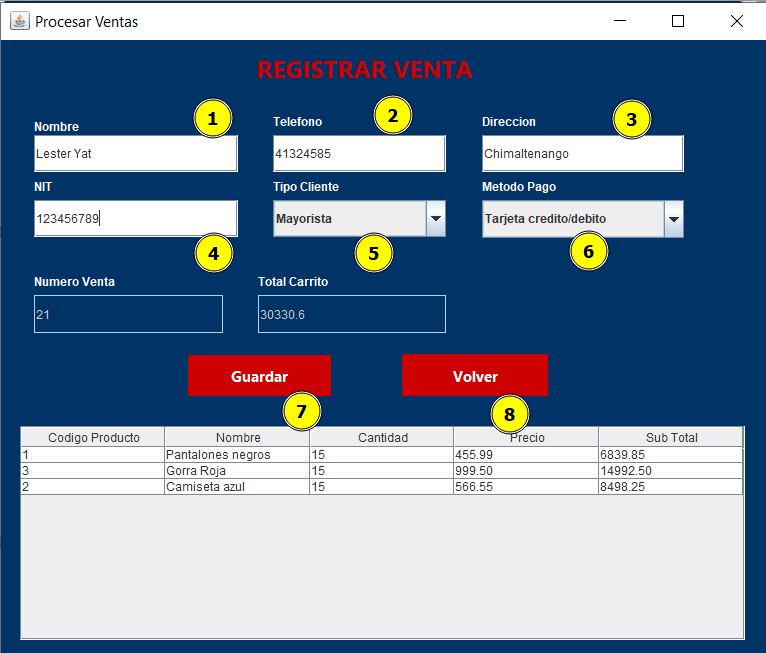 Procesar Ventas
REGISTRAR VENTA
1
2
3
Nombre
Telefono
Direccion
Lester Yat
41324585
Chimaltenango
NIT
Tipo Cliente
Metodo Pago
123456789
Mayorista
Tarjeta credito/debito
4
5
6
Numero Venta
Total Carrito
21
30330.6
Guardar
Volver
7
8
Codigo Producto Nombre Cantidad Precio Sub Total
1 Pantalones negros 15 455.99 6839.85
3 Gorra Roja 15 999.50 14992.50
2 Camiseta azul 15 566.55 8498.25